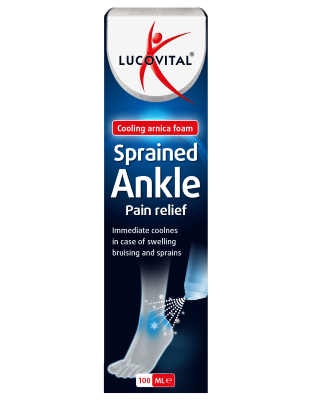 LUCOVITAL®
Cooling arnica foam
Sprained
Ankle
Pain relief
Immediate coolnes
in case of swelling
bruising and sprains
100 ML ℮